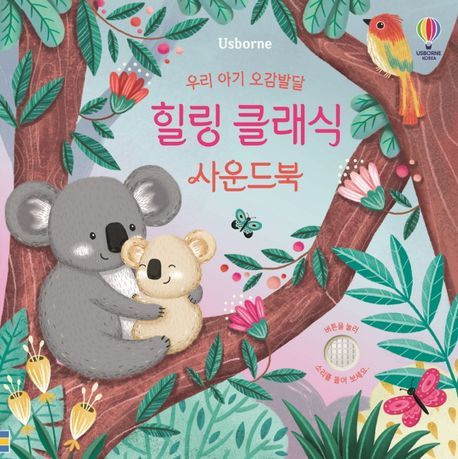 Usborne
USBORNE
KOREA
우리 아기 오감발달
힐링 클래식
사운드북
버튼을 눌러
소리를 들어 보세요.